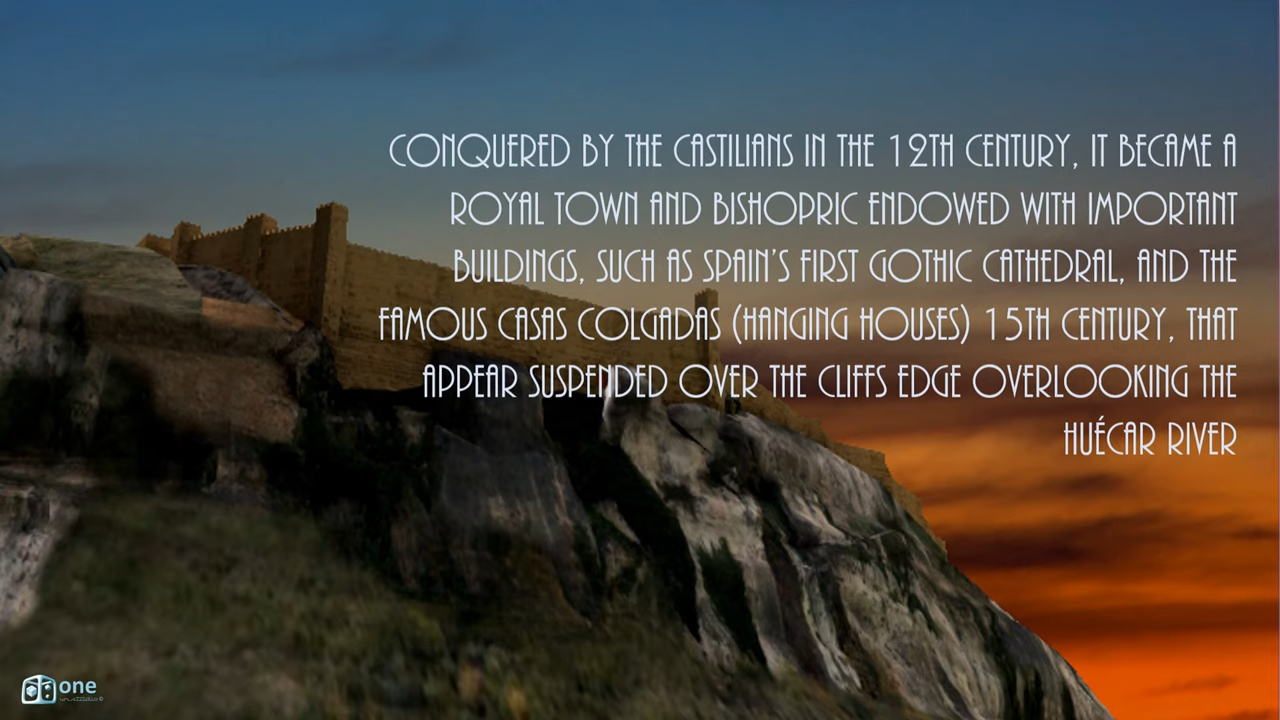 CONQUERED BY THE CASTILIANS IN THE 12TH CENTURY, IT BECAME A
ROYAL TOWN AND BISHOPRIC ENDOWED WITH IMPORTANT
BUILDINGS, SUCH AS SPAIN'S FIRST GOTHIC CATHEDRAL, AND THE
FAMOUS CASAS COLGADAS (HANGING HOUSES) 15TH CENTURY, THAT
APPEAR SUSPENDED OVER THE CLIFFS EDGE OVERLOOKING THE
HUÉCAR RIVER
one